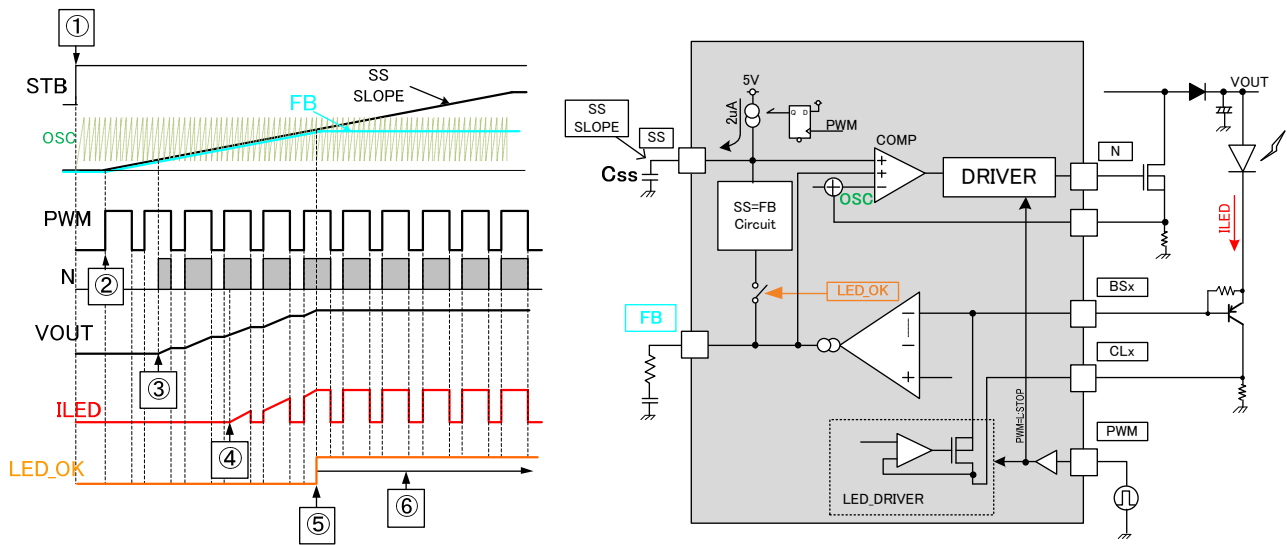 ①
STB
SS
SLOPE
FB
OSC
PWM
②
N
VOUT
③
ILED
④
LED_OK
⑤
⑥
SS
SLOPE
SS
Css
5V
2uA
Q D
PWM
COMP
OSC
DRIVER
SS=FB
Circuit
LED_OK
FB
LED_DRIVER
PWM=L:STOP
N
VOUT
ILED
BSx
CLx
PWM